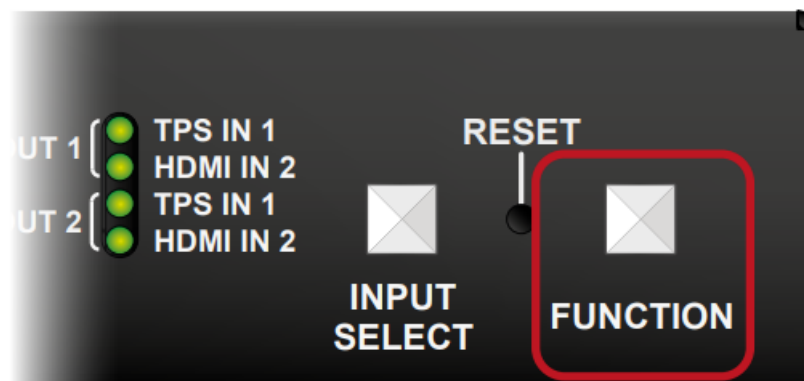 UT 1
TPS IN 1
HDMI IN 2
UT 2
TPS IN 1
HDMI IN 2
RESET
INPUT
SELECT
FUNCTION